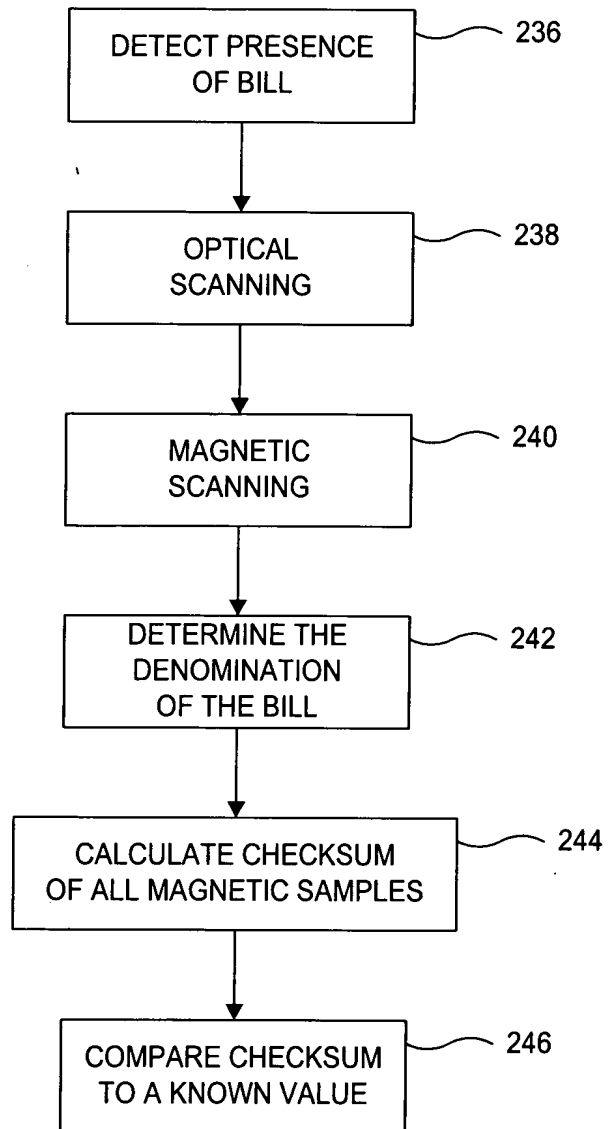 DETECT PRESENCE
OF BILL
236
OPTICAL
SCANNING
238
MAGNETIC
SCANNING
240
DETERMINE THE
DENOMINATION
OF THE BILL
242
CALCULATE CHECKSUM
OF ALL MAGNETIC SAMPLES
244
COMPARE CHECKSUM
TO A KNOWN VALUE
246